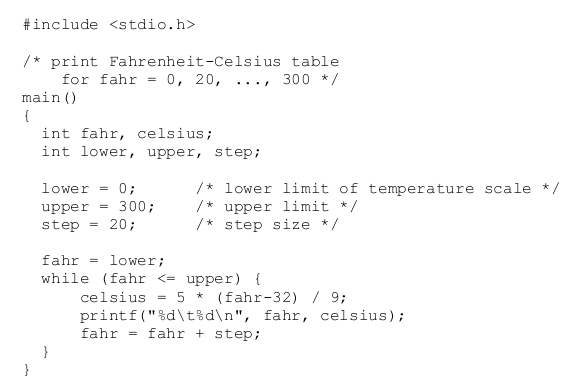 #include <stdio.h>

/* print Fahrenheit-Celsius table
    for fahr = 0, 20, ..., 300 */
main()
{
  int fahr, celsius;
  int lower, upper, step;

  lower = 0;      /* lower limit of temperature scale */
  upper = 300;    /* upper limit */
  step = 20;      /* step size */

  fahr = lower;
  while (fahr <= upper) {
      celsius = 5 * (fahr-32) / 9;
      printf("%d\t%d\n", fahr, celsius);
      fahr = fahr + step;
  }
}